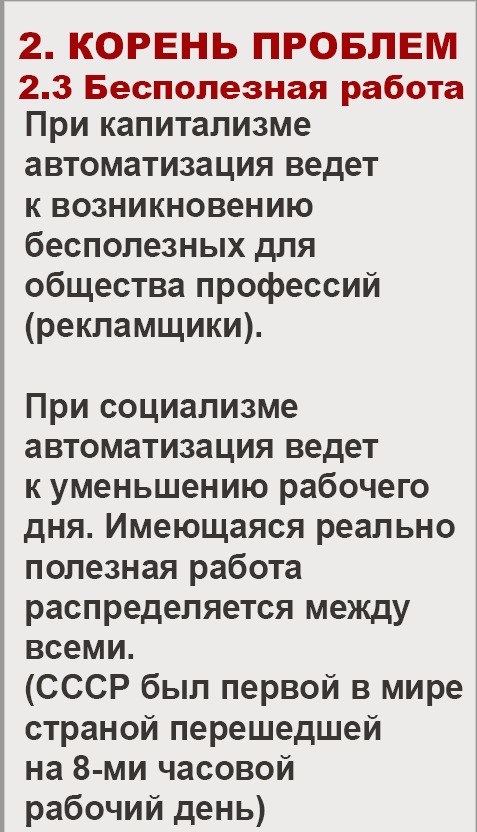 2. КОРЕНЬ ПРОБЛЕМ
2.3 Бесполезная работа
При капитализме
автоматизация ведет
к возникновению
бесполезных для
общества профессий
(рекламщики).
При социализме
автоматизация ведет
к уменьшению рабочего
дня. Имеющаяся реально
полезная работа
распределяется между
всеми.
(СССР был первой в мире
страной перешедшей
на 8-ми часовой
рабочий день)